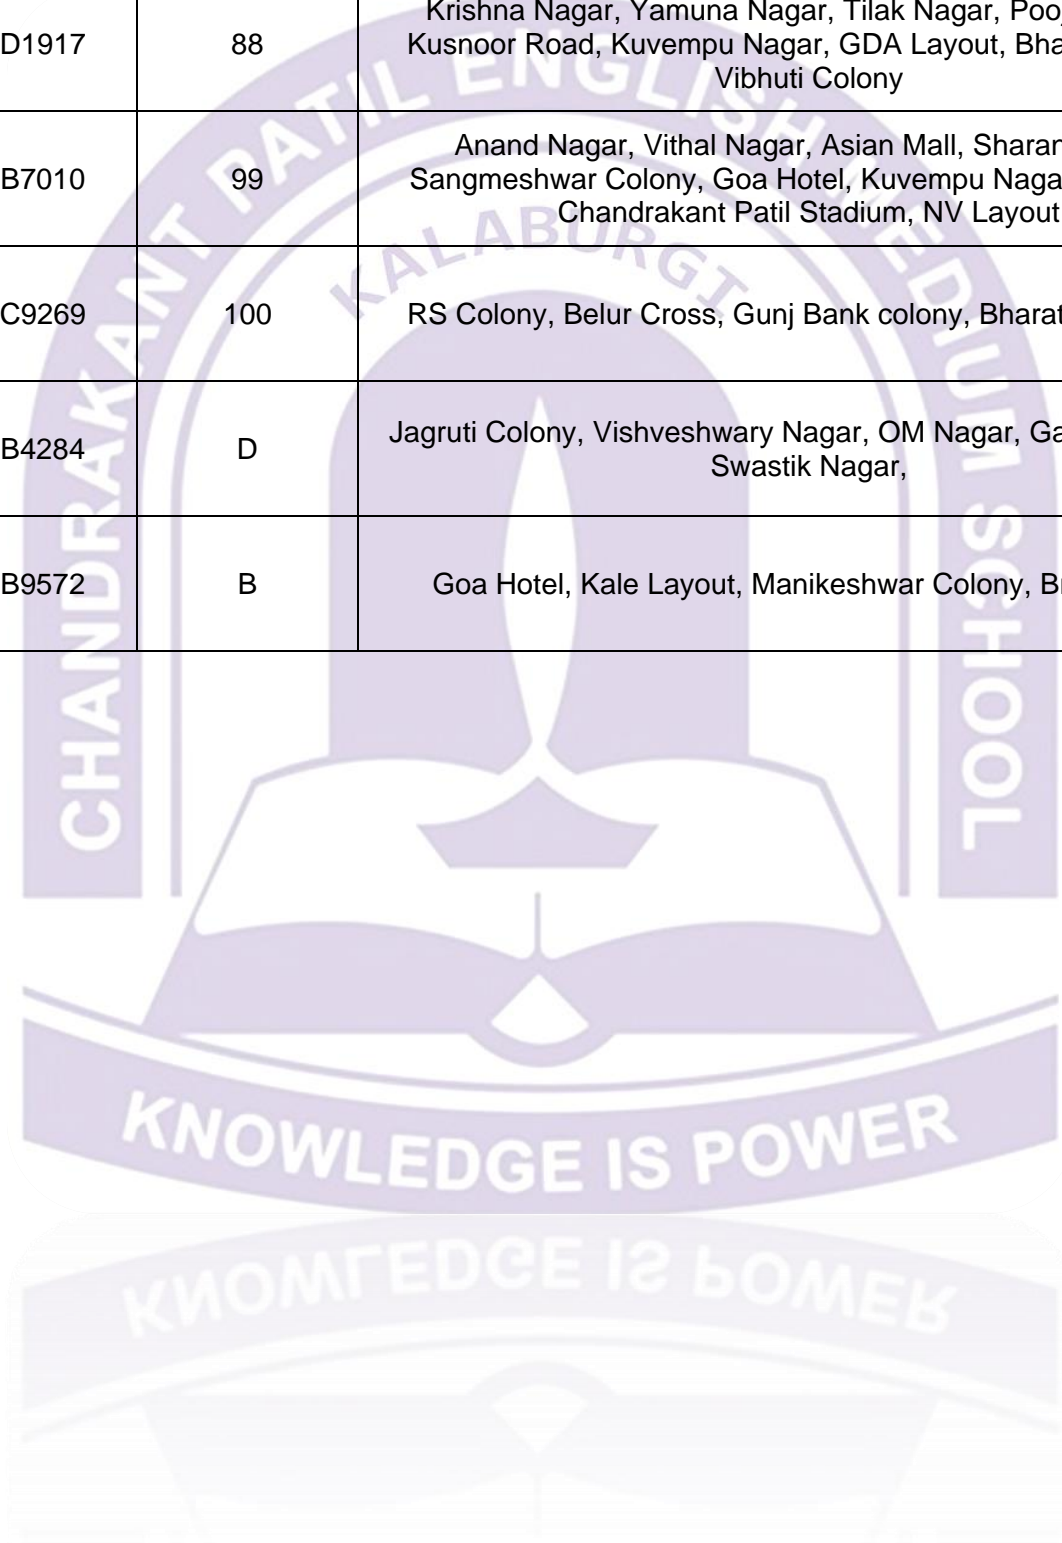 Krishna Nagar, Yamuna Nagar, Tilak Nagar,
D1917 88 Kusnoor Road, Kuvempu Nagar, GDA Layout,
Vibhuti Colony
Anand Nagar, Vithal Nagar, Asian Mall,
B7010 99 Sangmeshwar Colony, Goa Hotel, Kuvempu
Chandrakant Patil Stadium, NV Layout
C9269 100 RS Colony, Belur Cross, Gunj Bank colony, Bharat
Jagruti Colony, Vishveshwary Nagar, OM Nagar,
B4284 D
Swastik Nagar,
B9572 B Goa Hotel, Kale Layout, Manikeshwar Colony,
CHANDRAKANT PATIL ENGLISH MEDIUM SCHOOL
KALABURGI
KNOWLEDGE IS POWER